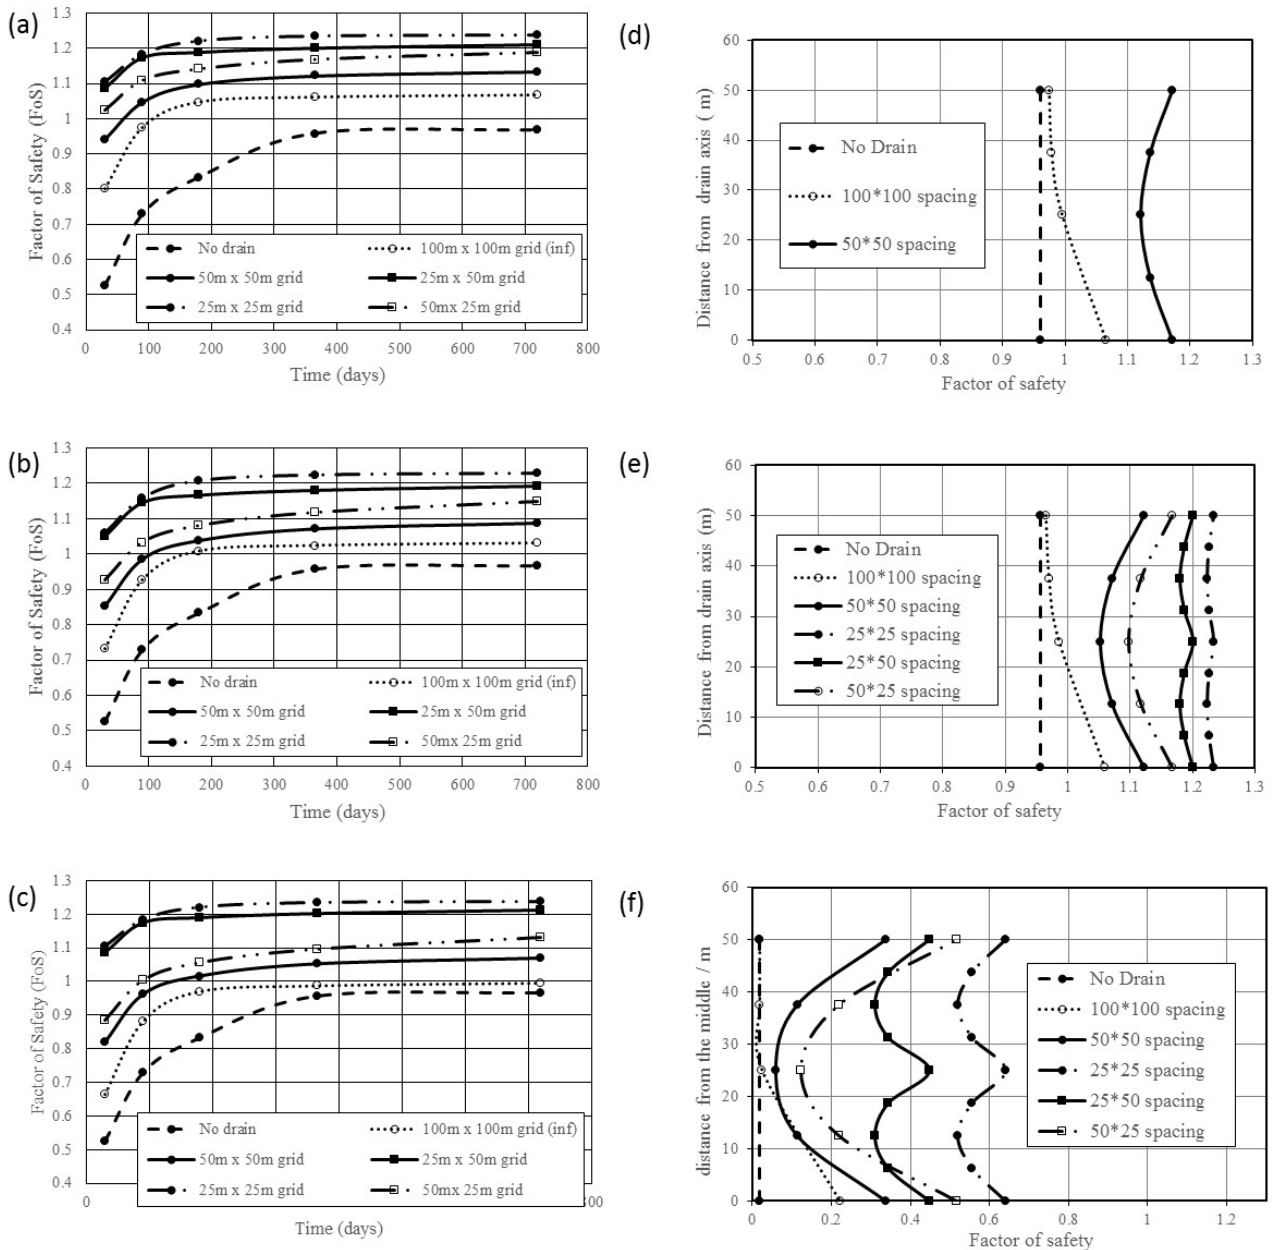 (a)
1.3
1.2
1.1
1
0.9
0.8
0.7
0.6
0.5
0.4
Factor of Safety (FoS)
No drain
100m x 100m grid (inf)
50m x 50m grid
25m x 50m grid
25m x 25m grid
50mx 25m grid
0 100 200 300 400 500 600 700 800
Time (days)
(d)
60
50
40
30
20
10
0
Distance from drain axis ( m)
No Drain
100*100 spacing
50*50 spacing
0.5 0.6 0.7 0.8 0.9 1 1.1 1.2 1.3
Factor of safety
(b)
1.3
1.2
1.1
1
0.9
0.8
0.7
0.6
0.5
0.4
Factor of Safety (FoS)
No drain
100m x 100m grid (inf)
50m x 50m grid
25m x 50m grid
25m x 25m grid
50mx 25m grid
0 100 200 300 400 500 600 700 800
Time (days)
(e)
60
50
40
30
20
10
0
Distance from drain axis (m)
No Drain
100*100 spacing
50*50 spacing
25*25 spacing
25*50 spacing
50*25 spacing
0.5 0.6 0.7 0.8 0.9 1 1.1 1.2 1.3
Factor of safety
(c)
1.3
1.2
1.1
1
0.9
0.8
0.7
0.6
0.5
0.4
Factor of Safety (FoS)
No drain
100m x 100m grid (inf)
50m x 50m grid
25m x 50m grid
25m x 25m grid
50mx 25m grid
0
Time (days)
(f)
60
50
40
30
20
10
0
distance from the middle / m
No Drain
100*100 spacing
50*50 spacing
25*25 spacing
25*50 spacing
50*25 spacing
0 0.2 0.4 0.6 0.8 1 1.2
Factor of safety